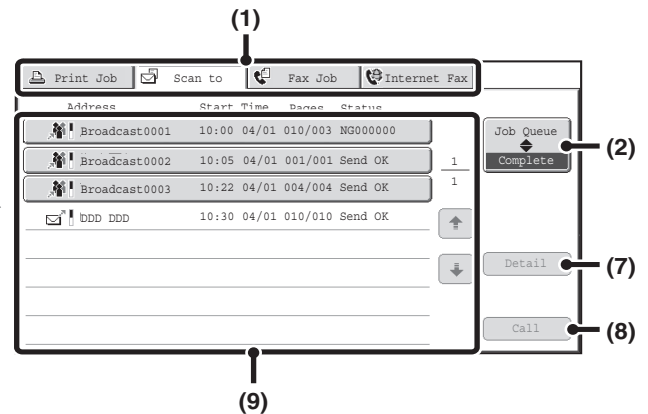 (1)
Print Job Scan to Fax Job Internet Fax
Address Start Time Pages Status
Broadcast0001 10:00 04/01 010/003 NG000000
Job Queue
Complete
(2)
Broadcast0002 10:05 04/01 001/001 Send OK
1
1
Broadcast0003 10:22 04/01 004/004 Send OK
DDD DDD 10:30 04/01 010/010 Send OK
Detail
(7)
Call
(8)
(9)